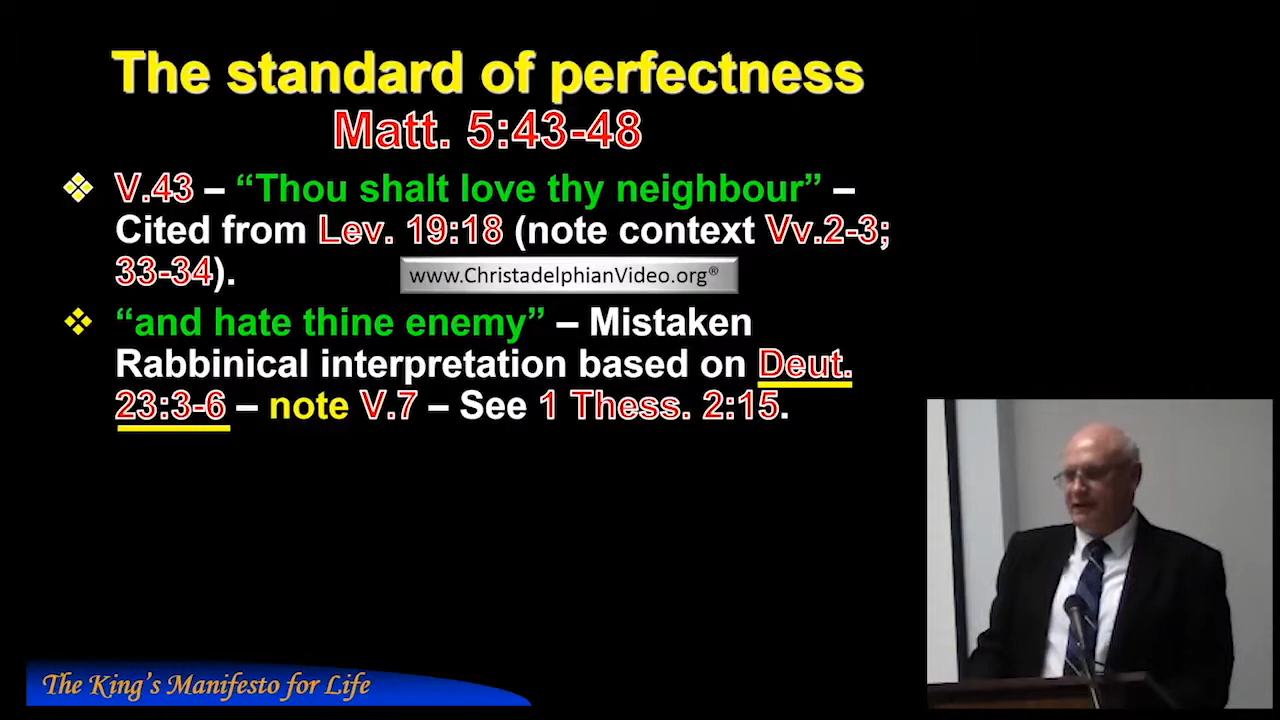 The standard of perfectness
Matt. 5:43-48
❖ V.43 – “Thou shalt love thy neighbour” –
Cited from Lev. 19:18 (note context Vv.2-3;
33-34).
www.ChristadelphianVideo.org®
❖ “and hate thine enemy” – Mistaken
Rabbinical interpretation based on Deut.
23:3-6 – note V.7 – See 1 Thess. 2:15.
The King's Manifesto for Life